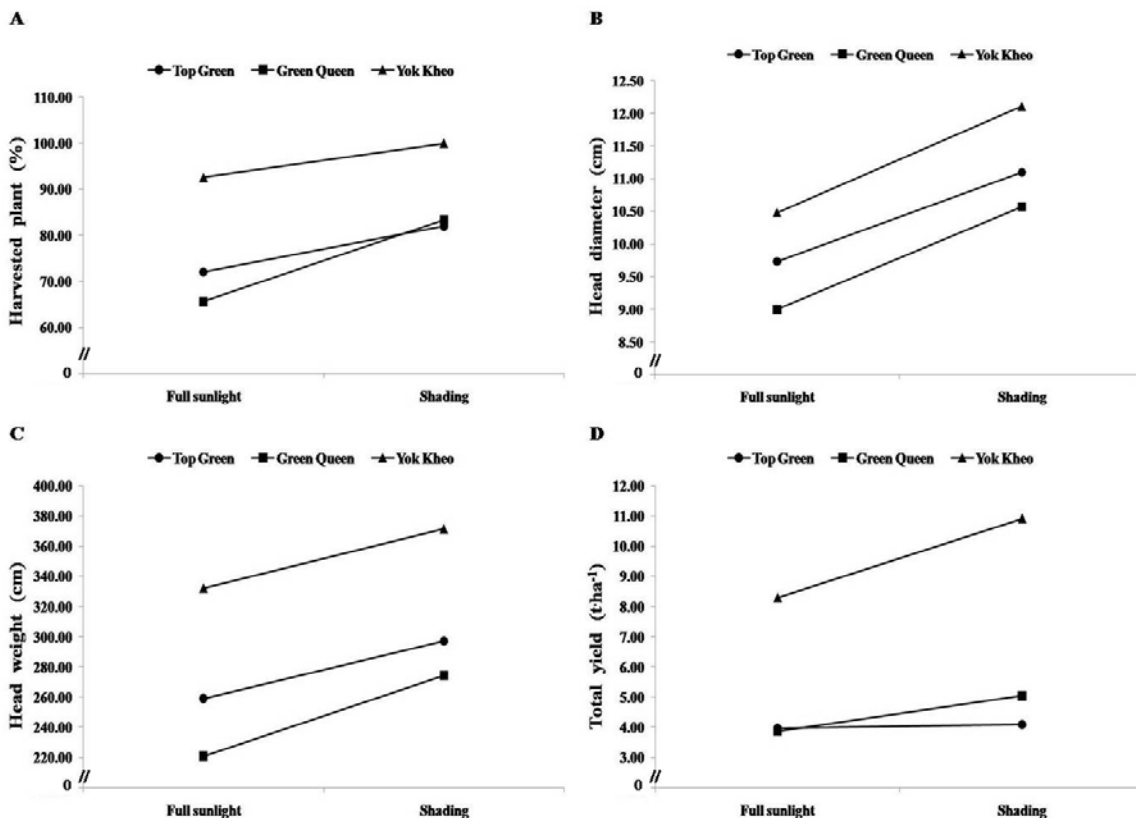 A
Top Green Green Queen Yok Kheo
Harvested plant (%)
110.00
100.00
90.00
80.00
70.00
60.00
0
Full sunlight Shading
B
Top Green Green Queen Yok Kheo
Head diameter (cm)
12.50
12.00
11.50
11.00
10.50
10.00
9.50
9.00
8.50
0
Full sunlight Shading
C
Top Green Green Queen Yok Kheo
Head weight (cm)
400.00
380.00
360.00
340.00
320.00
300.00
280.00
260.00
240.00
220.00
0
Full sunlight Shading
D
Top Green Green Queen Yok Kheo
Total yield (t·ha⁻¹)
12.00
11.00
10.00
9.00
8.00
7.00
6.00
5.00
4.00
3.00
0
Full sunlight Shading